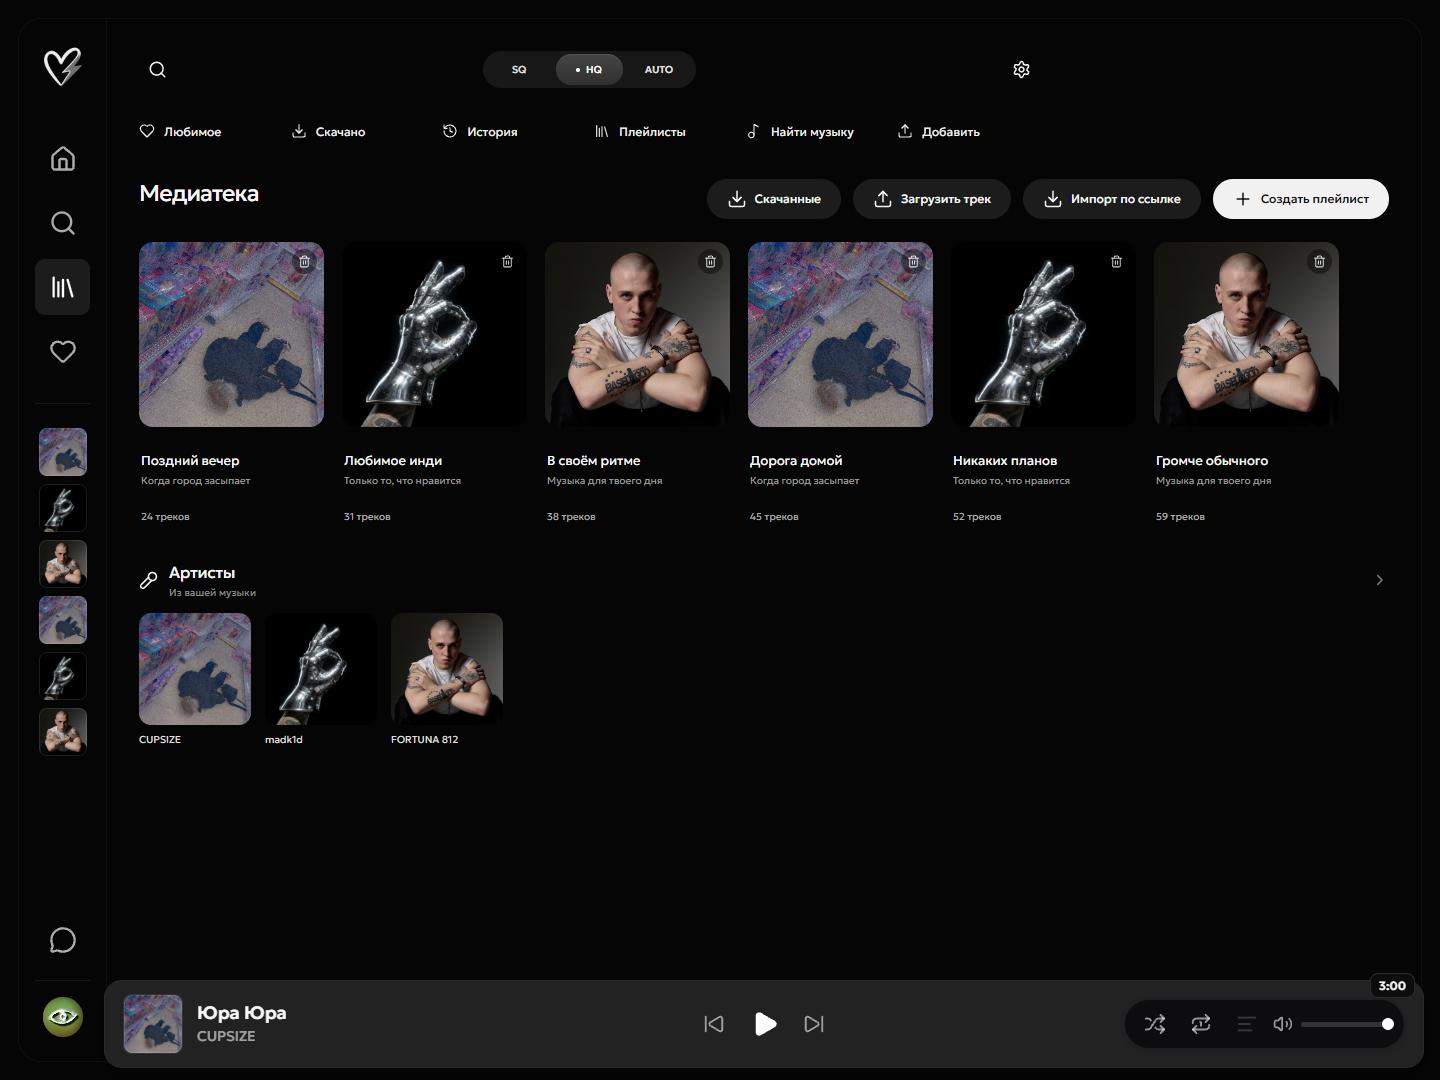 SQ
HQ
AUTO
Любимое
Скачано
История
Плейлисты
Найти музыку
Добавить
Медиатека
Скачанные
Загрузить трек
Импорт по ссылке
Создать плейлист
Поздний вечер
Когда город засыпает
24 треков
Любимое инди
Только то, что нравится
31 треков
В своём ритме
Музыка для твоего дня
38 треков
Дорога домой
Когда город засыпает
45 треков
Никаких планов
Только то, что нравится
52 треков
Громче обычного
Музыка для твоего дня
59 треков
Артисты
Из вашей музыки
CUPSIZE
madk1d
FORTUNA 812
3:00
Юра Юра
CUPSIZE